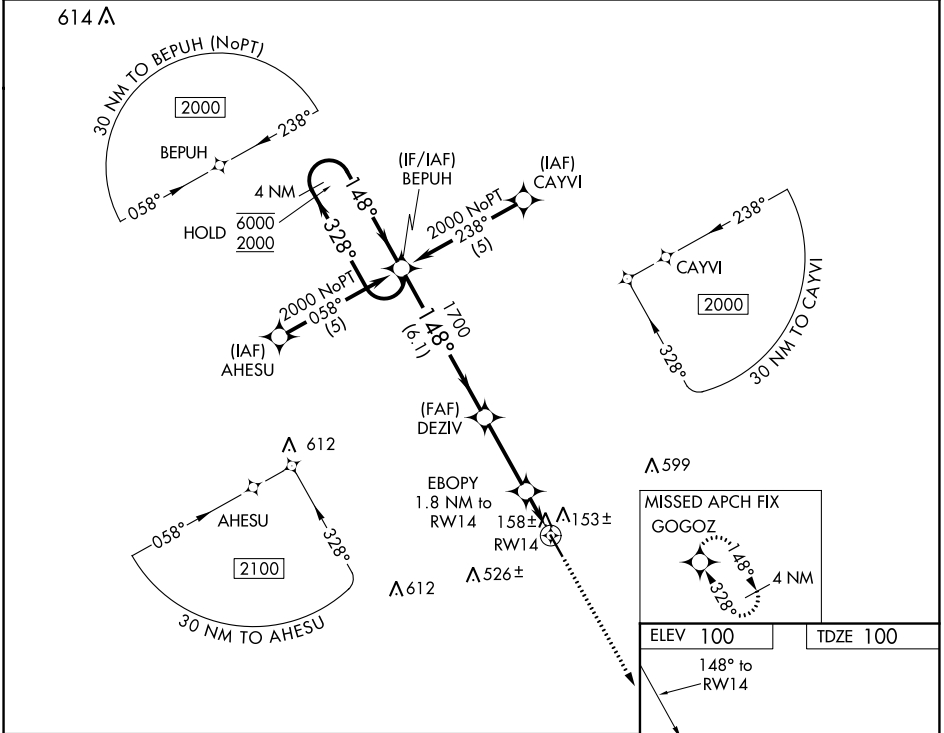 614
30 NM TO BEPUH (NoPT)
2000
238°
BEPUH
058°
4 NM
HOLD
6000
2000
148°
328°
(IF/IAF)
BEPUH
(IAF)
CAYVI
2000 NoPT
238°
(5)
2000 NoPT
058°
(5)
(IAF)
AHESU
1700
148°
(6.1)
238°
CAYVI
2000
328°
30 NM TO CAYVI
(FAF)
DEZIV
612
AHESU
058°
328°
2100
30 NM TO AHESU
EBOPY
1.8 NM to
RW14
158±
153±
RW14
526±
612
599
MISSED APCH FIX
GOGOZ
148°
4 NM
328°
ELEV 100
TDZE 100
148° to
RW14